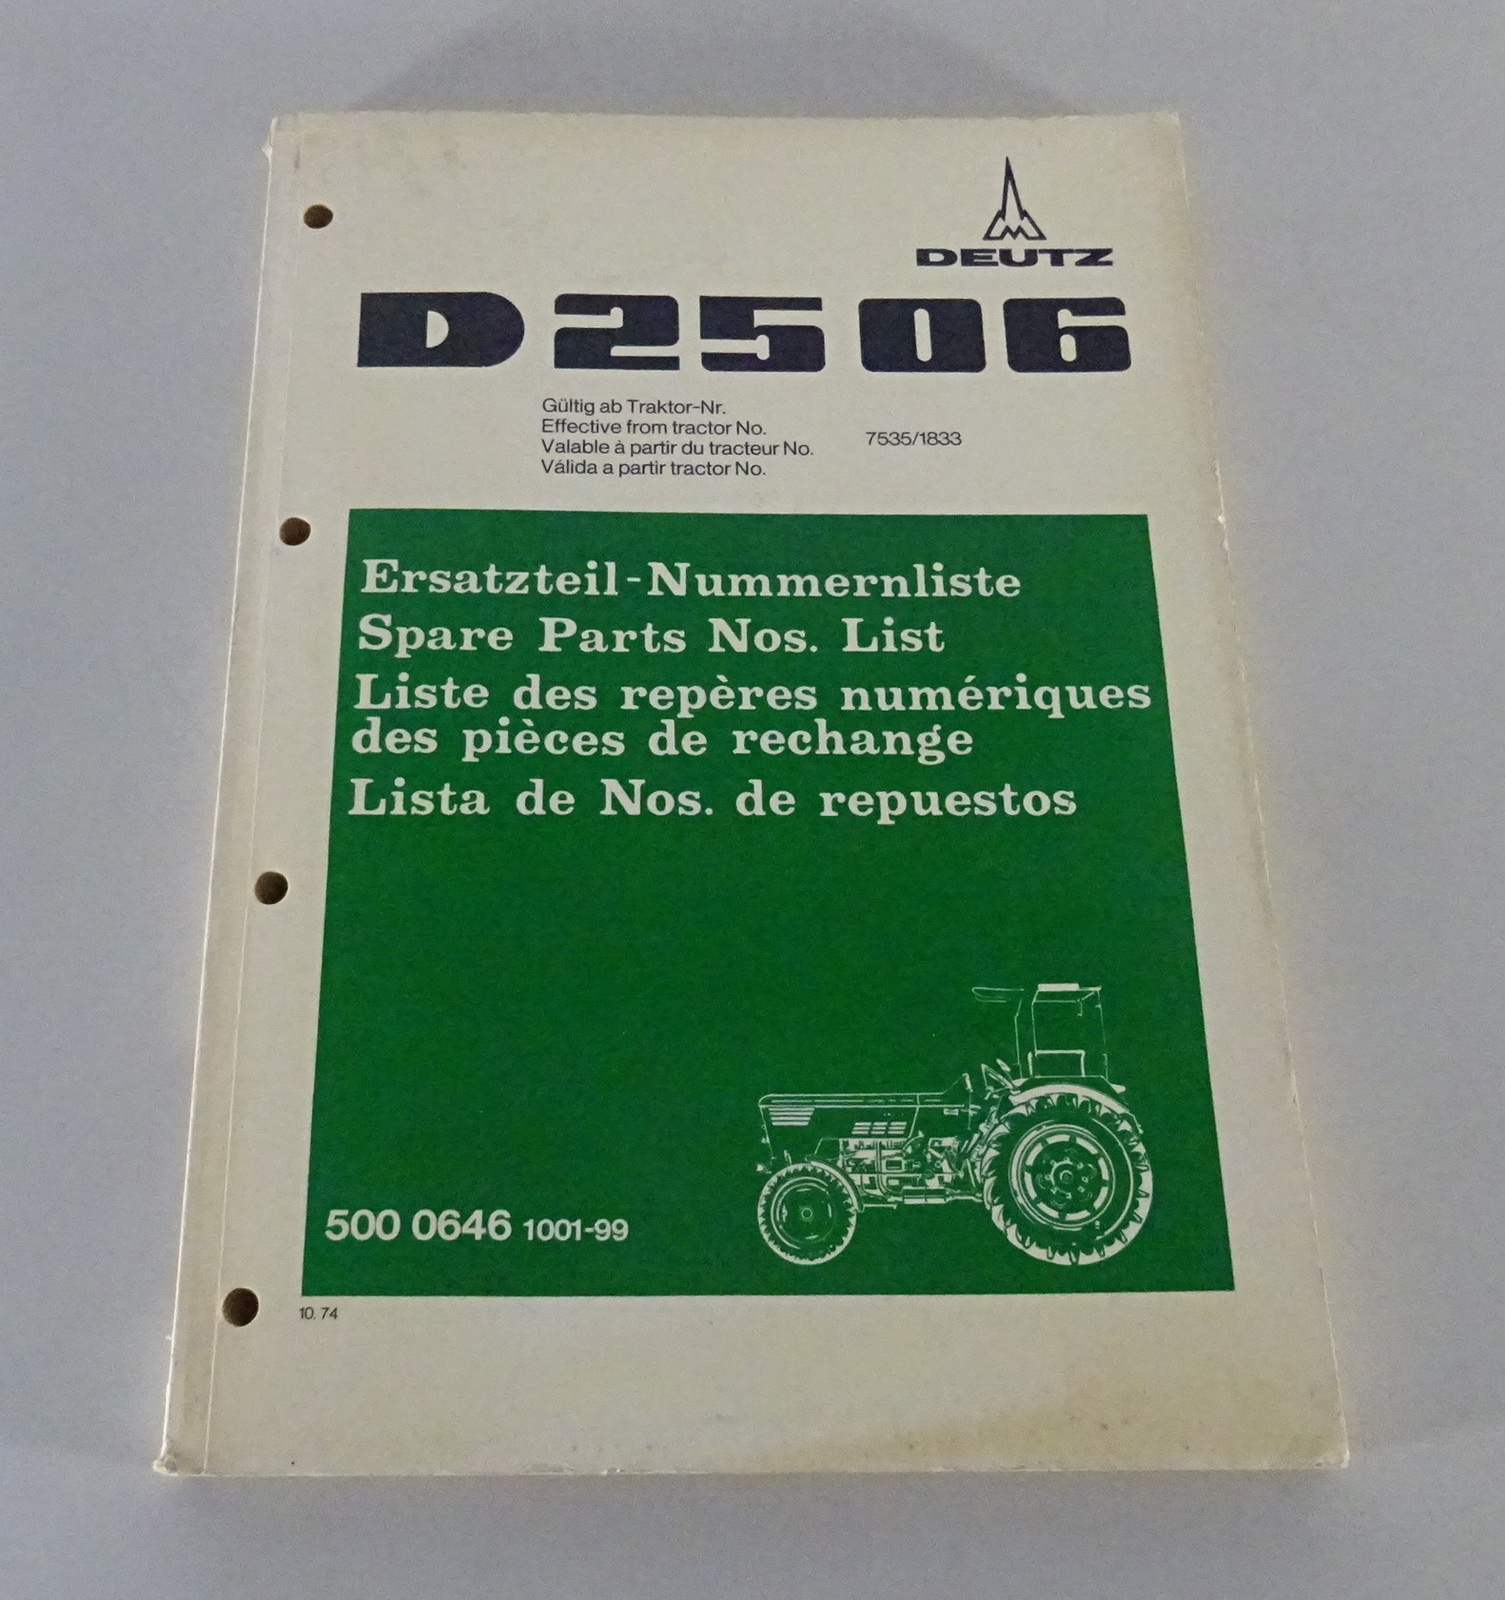 DEUTZ
D 25 06
Gültig ab Traktor-Nr.
Effective from tractor No.
Valable à partir du tracteur No.
Válida a partir tractor No.
7535/1833
Ersatzteil-Nummernliste
Spare Parts Nos. List
Liste des repères numériques
des pièces de rechange
Lista de Nos. de repuestos
500 0646 1001-99
10. 74